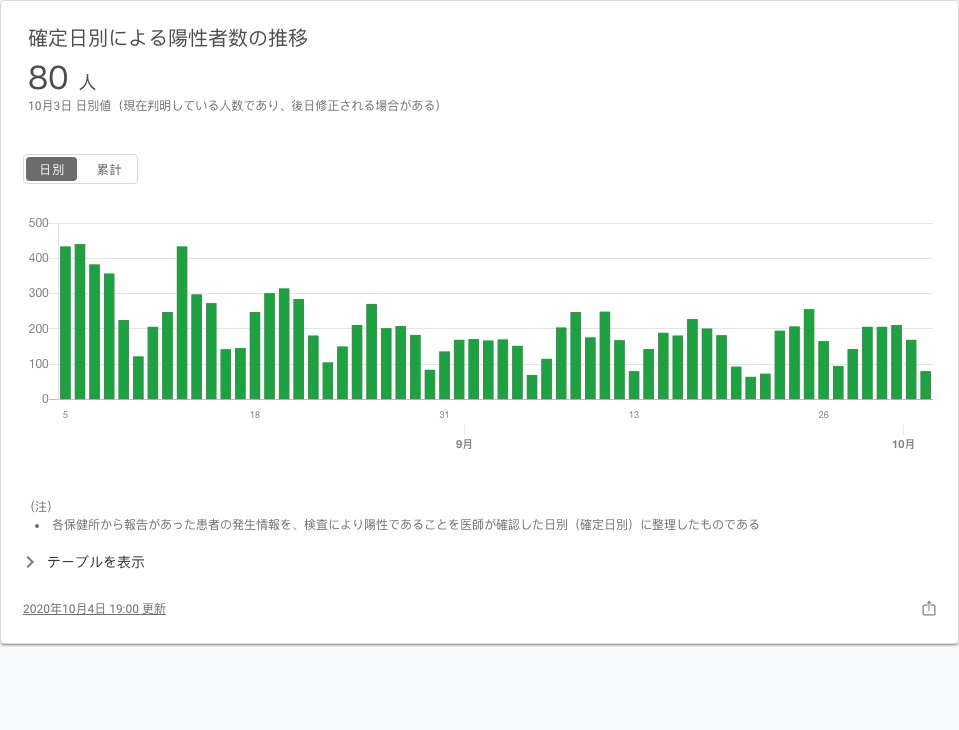 確定日別による陽性者数の推移
80 人
10月3日 日別値（現在判明している人数であり、後日修正される場合がある）
日別 累計
500
400
300
200
100
0
5 18 31 13 26
9月 10月
（注）
• 各保健所から報告があった患者の発生情報を、検査により陽性であることを医師が確認した日別（確定日別）に整理したものである
テーブルを表示
2020年10月4日 19:00 更新